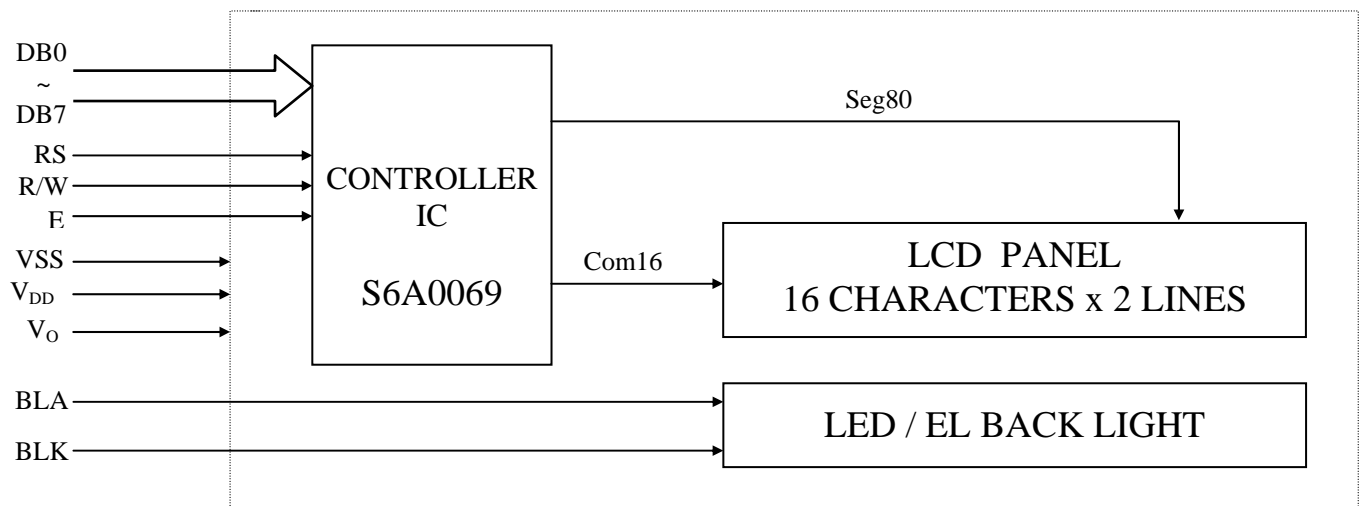 DB0
~
DB7
RS
R/W
E
VSS
VDD
VO
BLA
BLK
CONTROLLER
IC
S6A0069
Seg80
Com16
LCD PANEL
16 CHARACTERS x 2 LINES
LED / EL BACK LIGHT